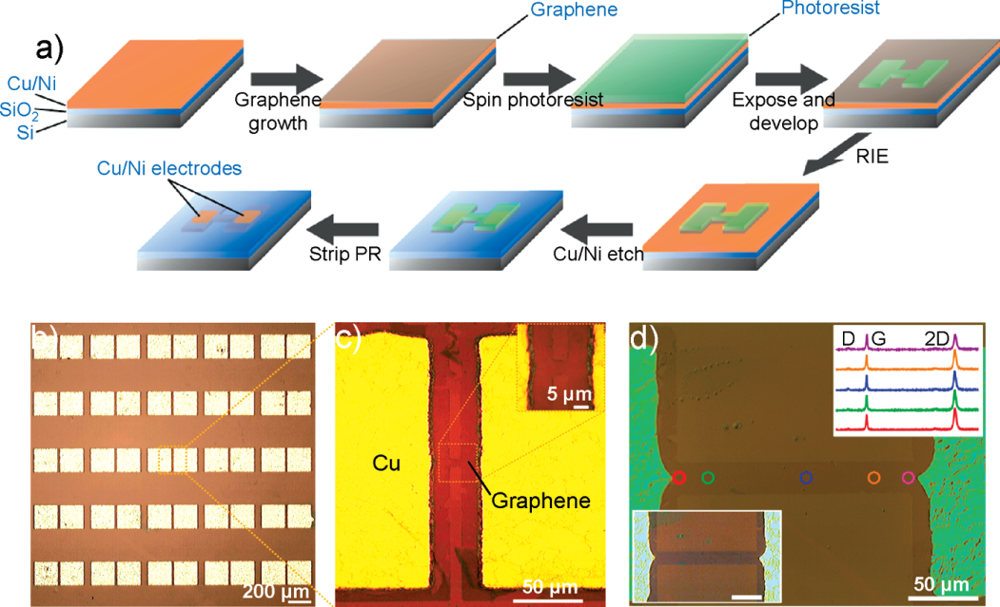 a)
Graphene
Photoresist
Cu/Ni
SiO2
Si
Graphene
growth
Spin photoresist
Expose and
develop
RIE
Cu/Ni electrodes
Strip PR
Cu/Ni etch
b)
200 µm
c)
5 µm
Cu
Graphene
50 µm
d)
D G 2D
50 µm